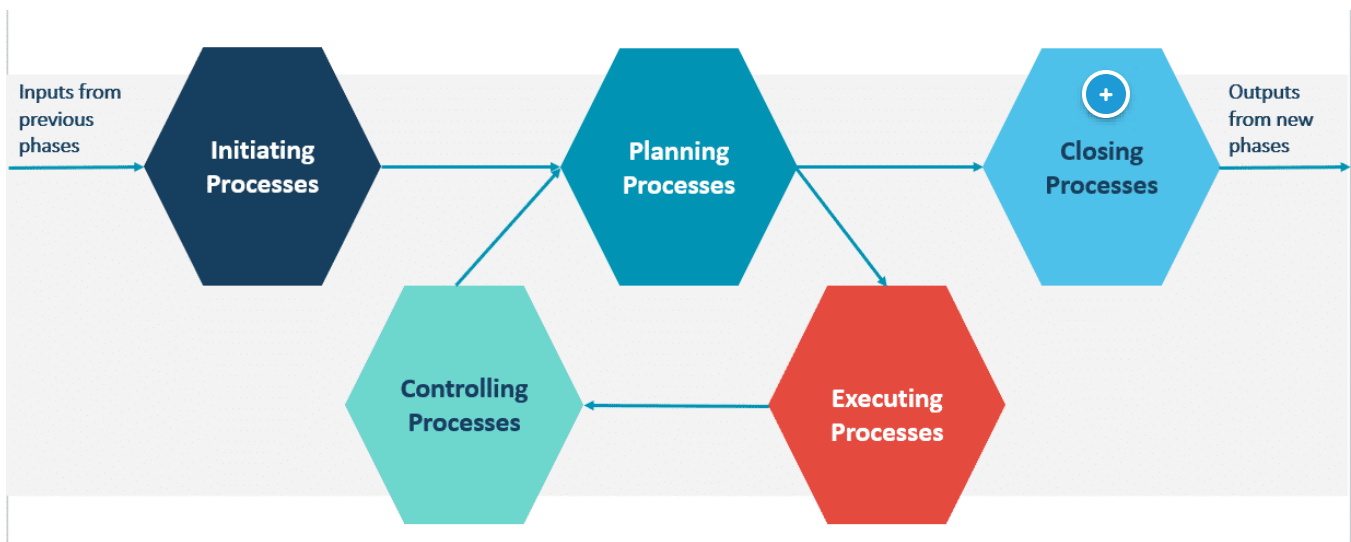 Inputs from
previous
phases
Initiating
Processes
Planning
Processes
+
Closing
Processes
Outputs
from new
phases
Controlling
Processes
Executing
Processes